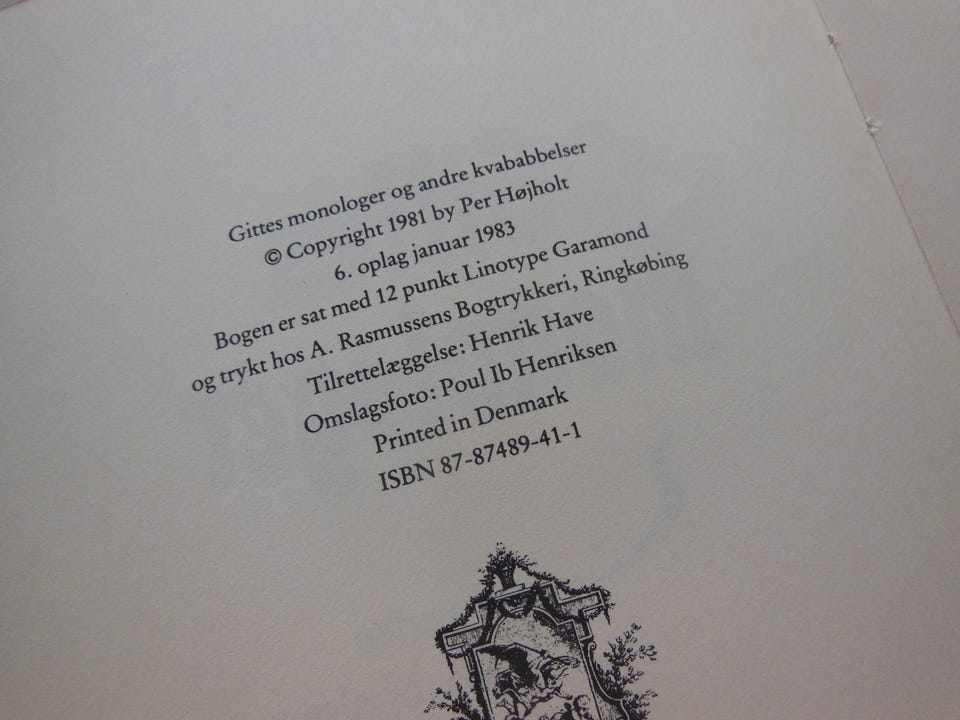 Gittes monologer og andre kvababbelser
© Copyright 1981 by Per Højholt
6. oplag januar 1983
Bogen er sat med 12 punkt Linotype Garamond
og trykt hos A. Rasmussens Bogtrykkeri, Ringkøbing
Tilrettelæggelse: Henrik Have
Omslagsfoto: Poul Ib Henriksen
Printed in Denmark
ISBN 87-87489-41-1